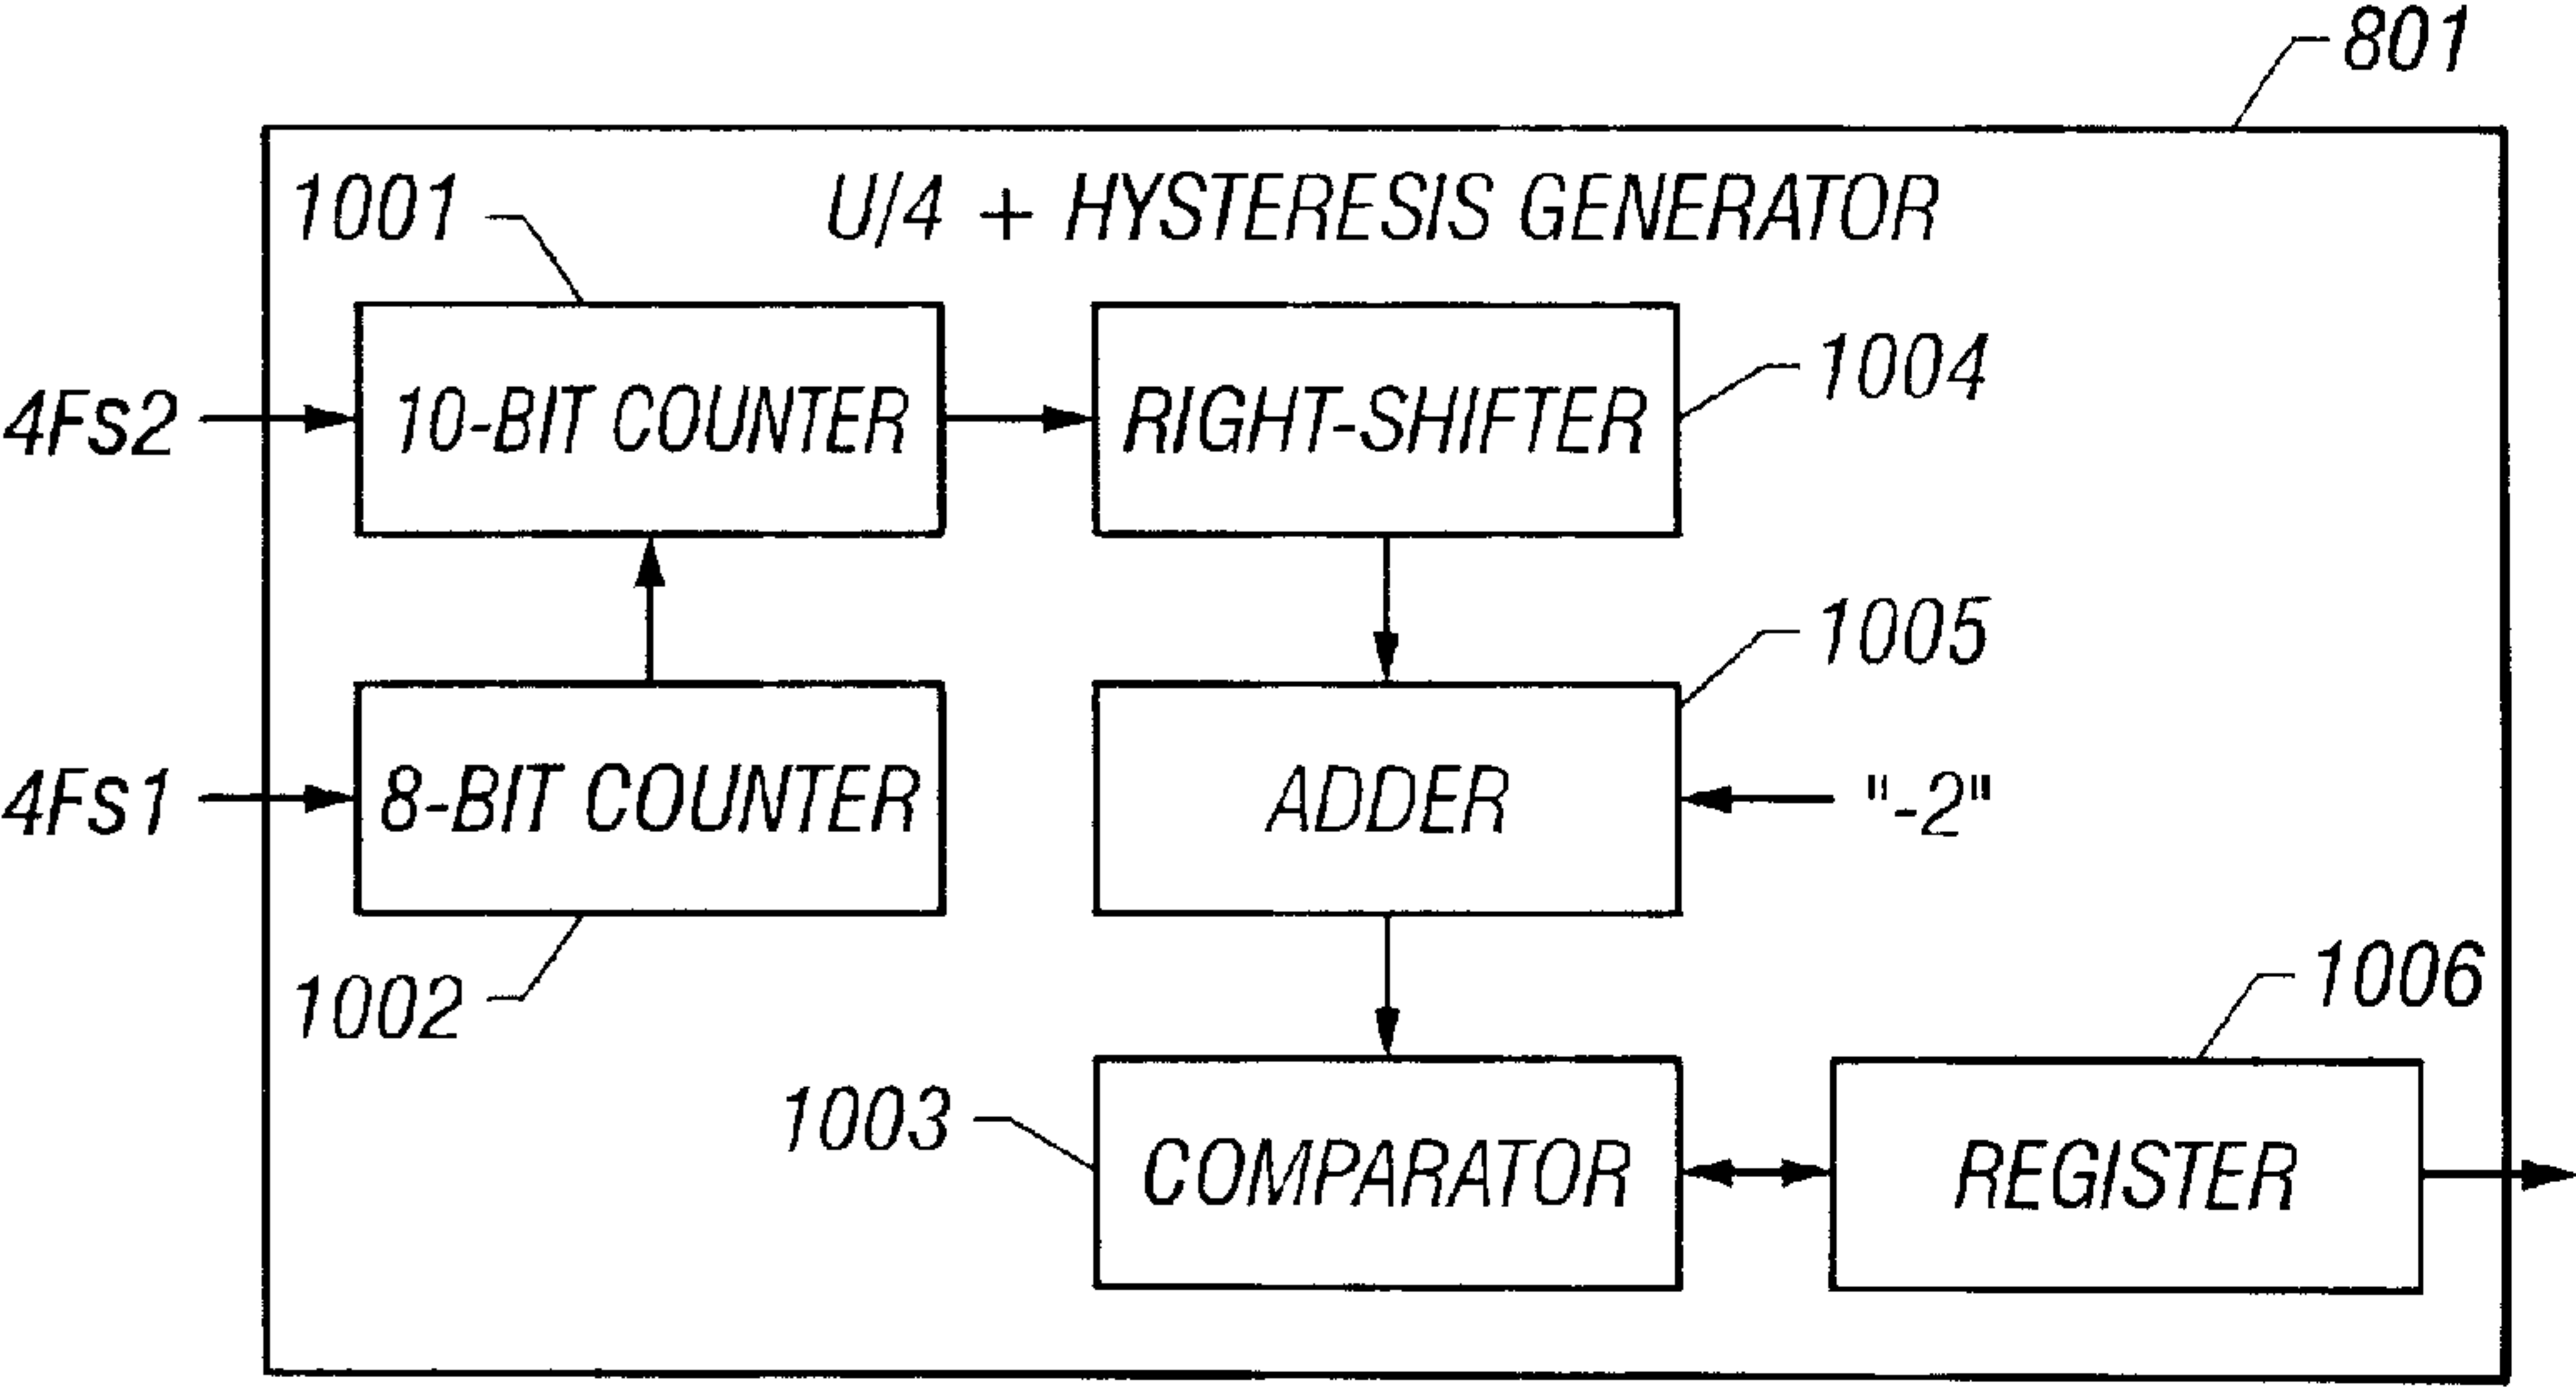 801
U/4 + HYSTERESIS GENERATOR
1001
4Fs2
10-BIT COUNTER
RIGHT-SHIFTER
1004
1005
4Fs1
8-BIT COUNTER
ADDER
"-2"
1002
1006
1003
COMPARATOR
REGISTER